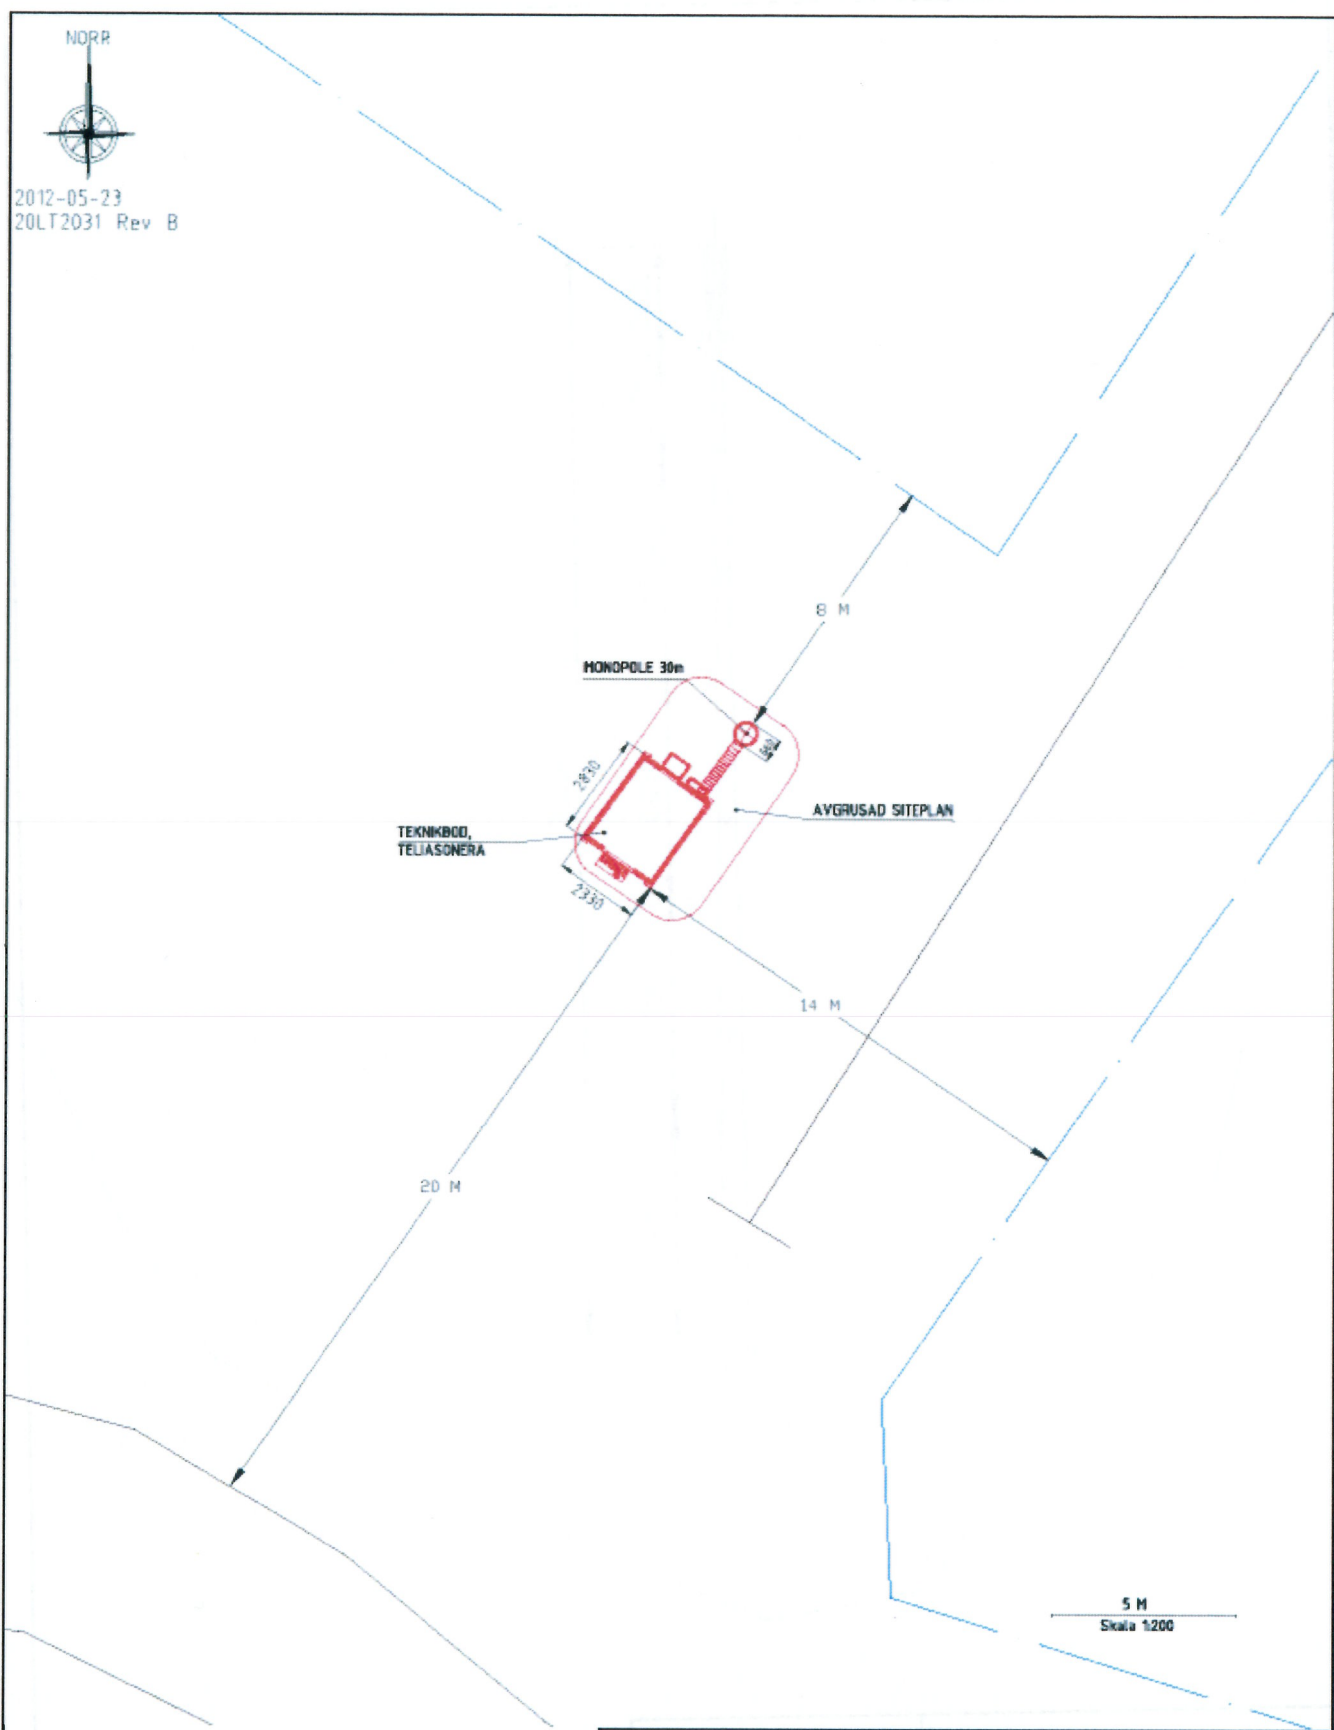 NORR
2012-05-23
20LT2031 Rev B
8 M
MONOPOLE 30m
2830
AVGRUSAD SITEPLAN
TEKNIKBOD,
TELIASONERA
2330
14 M
20 M
5 M
Skala 1:200